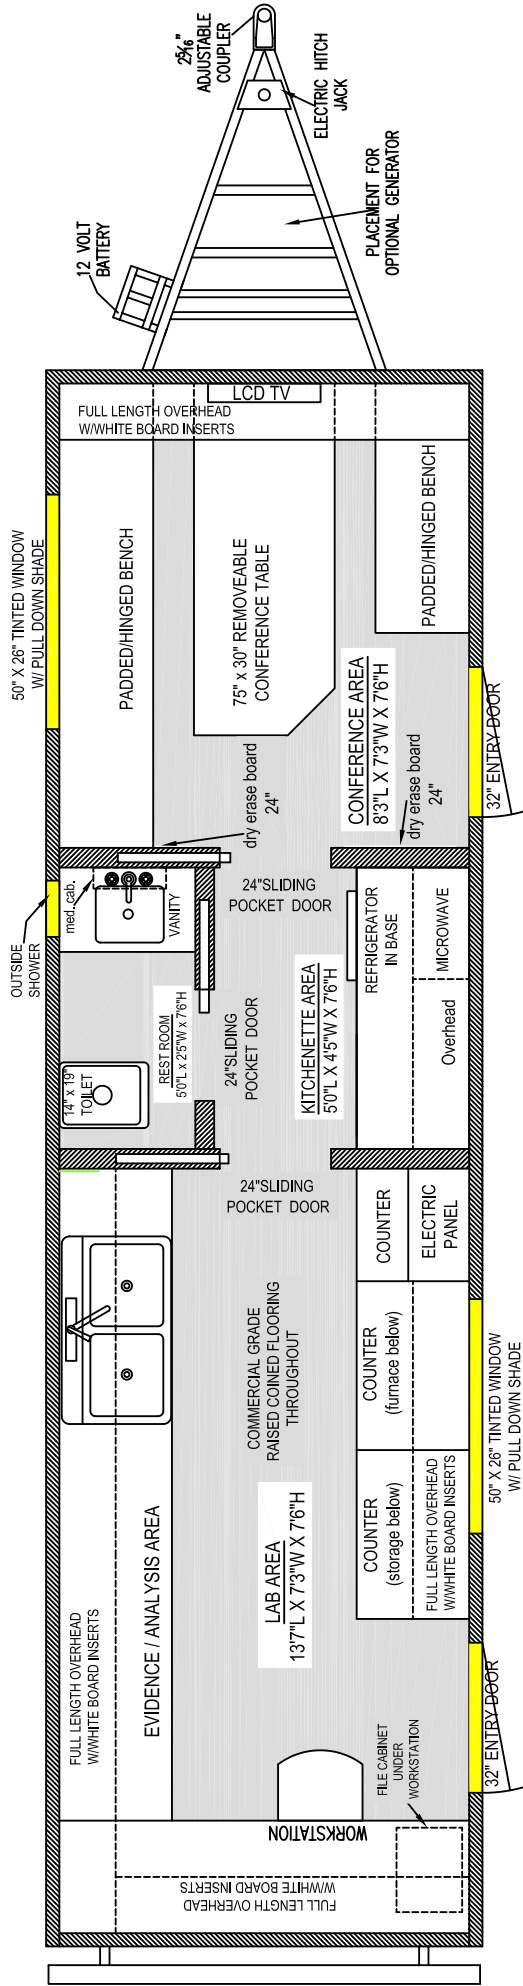 25/16"
ADJUSTABLE
COUPLER
ELECTRIC HITCH
JACK
12 VOLT
BATTERY
PLACEMENT FOR
OPTIONAL GENERATOR
LCD TV
FULL LENGTH OVERHEAD
W/WHITE BOARD INSERTS
50" X 26" TINTED WINDOW
W/ PULL DOWN SHADE
PADDED/HINGED BENCH
75" x 30" REMOVEABLE
CONFERENCE TABLE
PADDED/HINGED BENCH
CONFERENCE AREA
8'3"L X 7'3"W X 7'6"H
32" ENTRY DOOR
dry erase board
24"
dry erase board
24"
OUTSIDE
SHOWER
med. cab.
VANITY
24"SLIDING
POCKET DOOR
REFRIGERATOR
IN BASE
MICROWAVE
Overhead
KITCHENETTE AREA
5'0"L X 4'5"W X 7'6"H
REST ROOM
5'0"L X 2'5"W x 7'6"H
24"SLIDING
POCKET DOOR
14" x 19"
TOILET
24"SLIDING
POCKET DOOR
COUNTER
ELECTRIC
PANEL
COMMERCIAL GRADE
RAISED COINED FLOORING
THROUGHOUT
COUNTER
(furnace below)
COUNTER
(storage below)
FULL LENGTH OVERHEAD
W/WHITE BOARD INSERTS
50" X 26" TINTED WINDOW
W/ PULL DOWN SHADE
EVIDENCE / ANALYSIS AREA
FULL LENGTH OVERHEAD
W/WHITE BOARD INSERTS
LAB AREA
13'7"L X 7'3"W X 7'6"H
32" ENTRY DOOR
FILE CABINET
UNDER
WORKSTATION
WORKSTATION
FULL LENGTH OVERHEAD
W/WHITE BOARD INSERTS